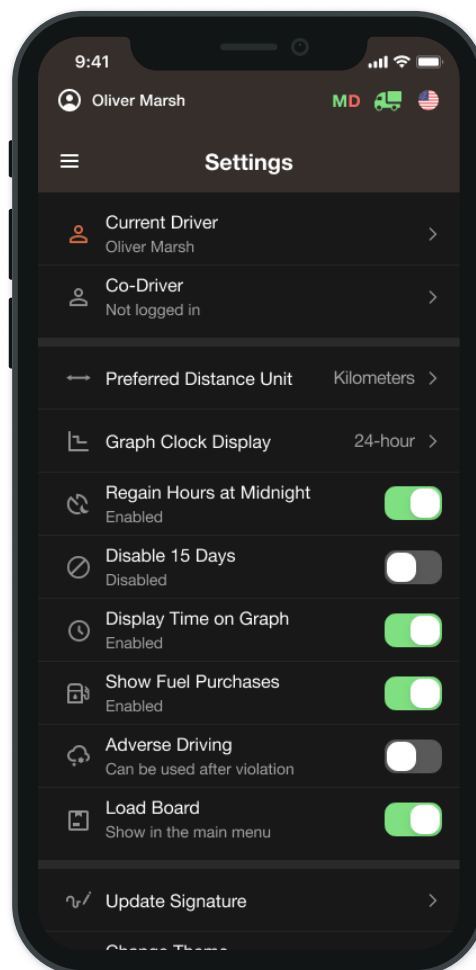 9:41
Oliver Marsh
MD
Settings
Current Driver
Oliver Marsh
Co-Driver
Not logged in
Preferred Distance Unit
Kilometers
Graph Clock Display
24-hour
Regain Hours at Midnight
Enabled
Disable 15 Days
Disabled
Display Time on Graph
Enabled
Show Fuel Purchases
Enabled
Adverse Driving
Can be used after violation
Load Board
Show in the main menu
Update Signature
Change Theme